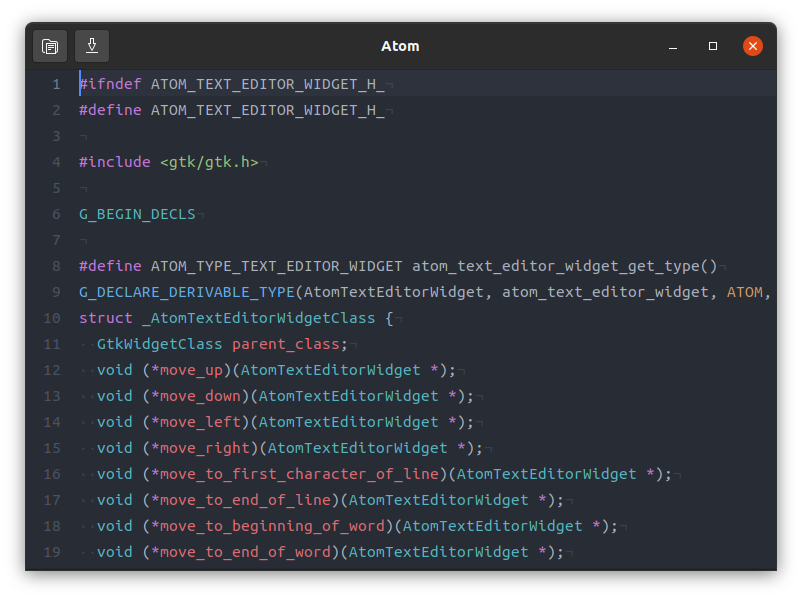 Atom
1 #ifndef ATOM_TEXT_EDITOR_WIDGET_H_¬
2 #define ATOM_TEXT_EDITOR_WIDGET_H_¬
3 ¬
4 #include <gtk/gtk.h>¬
5 ¬
6 G_BEGIN_DECLS¬
7 ¬
8 #define ATOM_TYPE_TEXT_EDITOR_WIDGET atom_text_editor_widget_get_type()¬
9 G_DECLARE_DERIVABLE_TYPE(AtomTextEditorWidget, atom_text_editor_widget, ATOM,
10 struct _AtomTextEditorWidgetClass {¬
11 ··GtkWidgetClass parent_class;¬
12 ··void (*move_up)(AtomTextEditorWidget *);¬
13 ··void (*move_down)(AtomTextEditorWidget *);¬
14 ··void (*move_left)(AtomTextEditorWidget *);¬
15 ··void (*move_right)(AtomTextEditorWidget *);¬
16 ··void (*move_to_first_character_of_line)(AtomTextEditorWidget *);¬
17 ··void (*move_to_end_of_line)(AtomTextEditorWidget *);¬
18 ··void (*move_to_beginning_of_word)(AtomTextEditorWidget *);¬
19 ··void (*move_to_end_of_word)(AtomTextEditorWidget *);¬